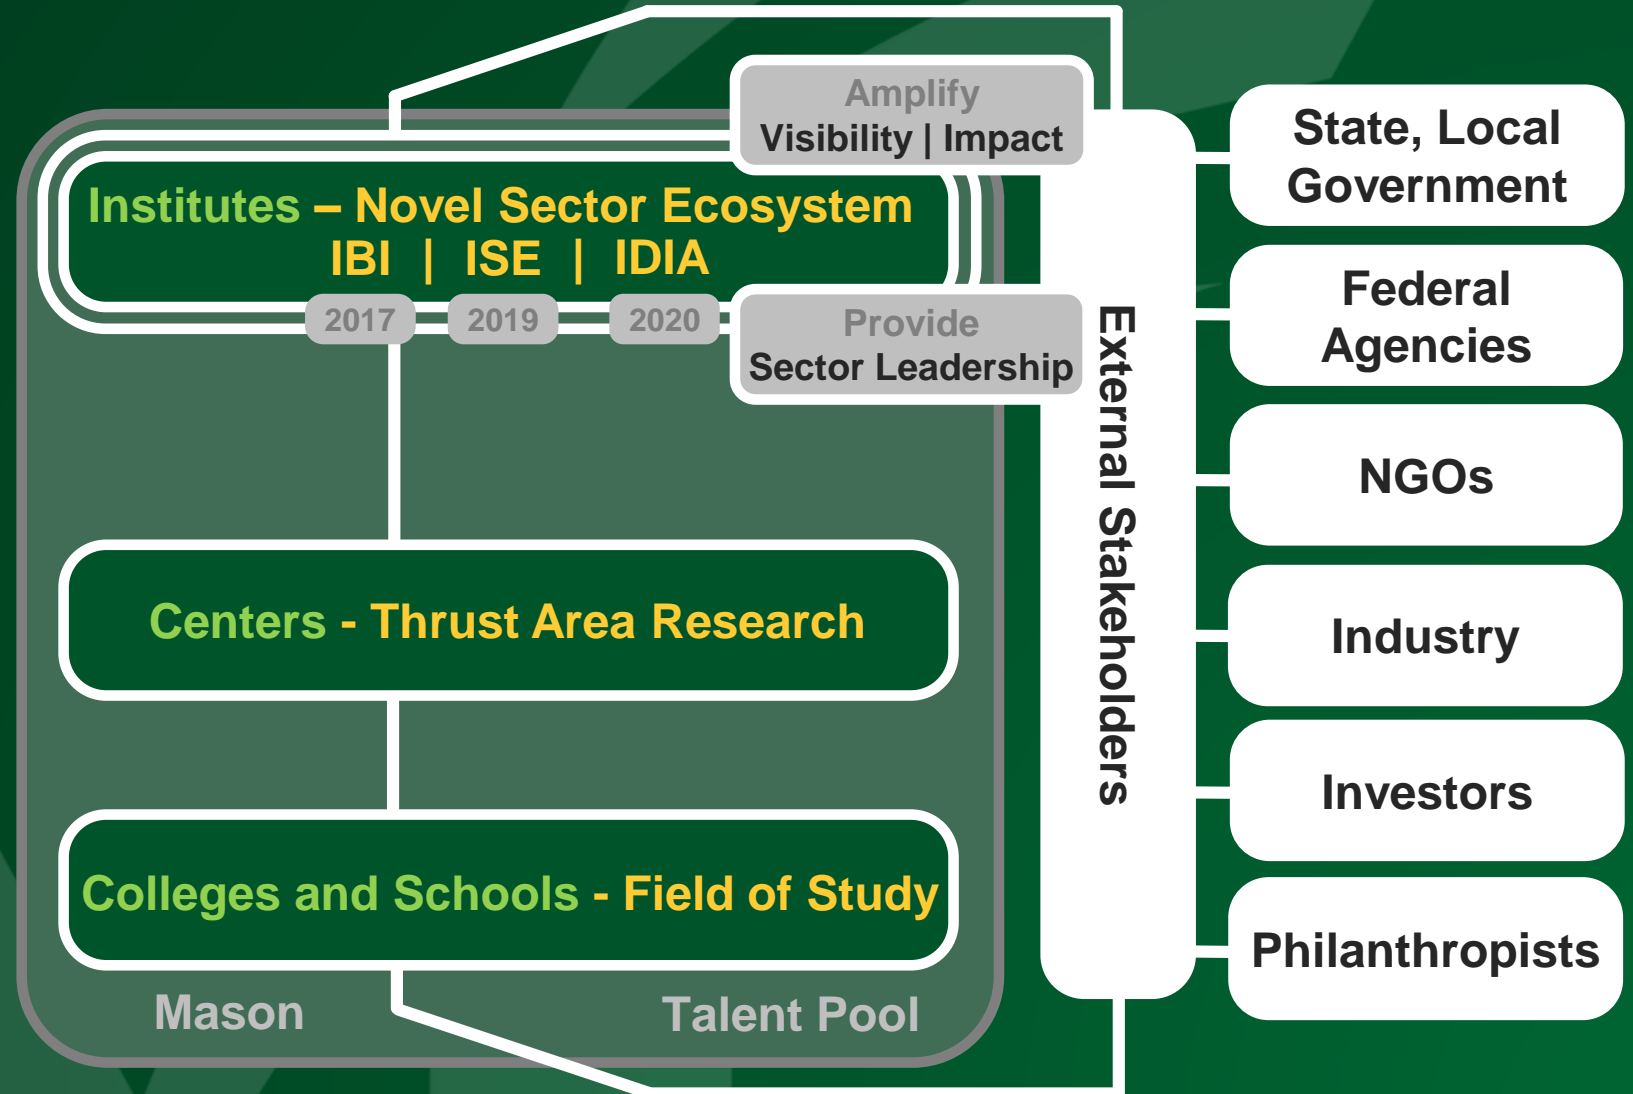 Amplify
Visibility | Impact
Institutes – Novel Sector Ecosystem
IBI | ISE | IDIA
2017 2019 2020
Provide
Sector Leadership
Centers - Thrust Area Research
Colleges and Schools - Field of Study
Mason Talent Pool
External Stakeholders
State, Local
Government
Federal
Agencies
NGOs
Industry
Investors
Philanthropists